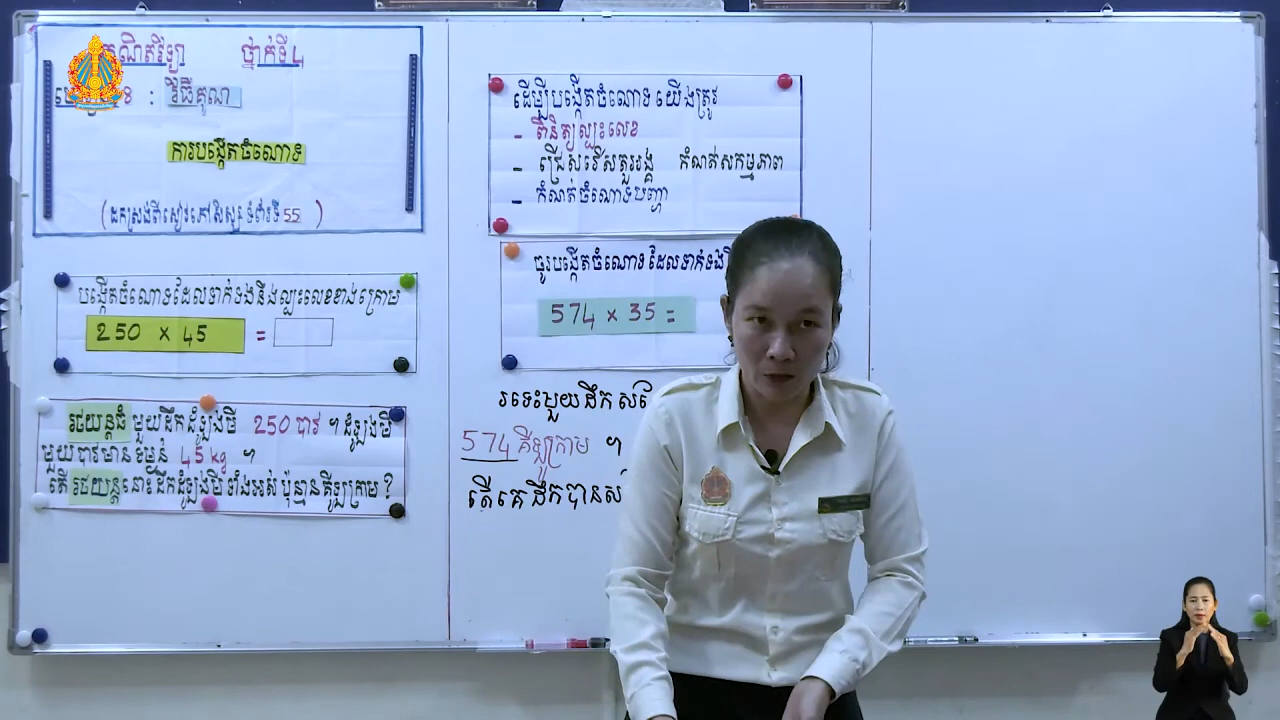 គណិតវិទ្យា ថ្នាក់ទី៤
: វិធីគុណ
ការបង្កើតចំណោទ
(ដកស្រង់ពីសៀវភៅសិស្ស ទំព័រទី 55 )
បង្កើតចំណោទដែលទាក់ទងនឹងល្បះលេខខាងក្រោម
250 × 45 =
រថយន្តធំ មួយដឹកដំឡូងមី 250 បាវ ។ ដំឡូងមី
មួយបាវមានទម្ងន់ 45 kg ។
តើ រថយន្តនោះដឹកដំឡូងមីទាំងអស់ ប៉ុន្មានគីឡូក្រាម ?
ដើម្បីបង្កើតចំណោទ យើងត្រូវ
- ពិនិត្យល្បះលេខ
- ជ្រើសរើសតួអង្គ កំណត់សកម្មភាព
- កំណត់ចំណោទបញ្ហា
ចូរបង្កើតចំណោទដែលទាក់ទង
574 × 35 =
រទេះមួយដឹក
574 គីឡូក្រាម ។
តើគេដឹកបាន